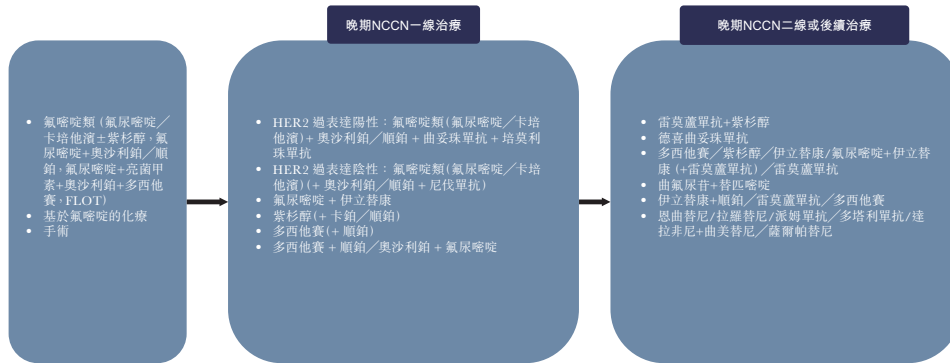 晚期NCCN一線治療
晚期NCCN二線或後續治療
• 氟嘧啶類 (氟尿嘧啶╱
卡培他濱±紫杉醇，氟
尿嘧啶+奧沙利鉑╱順
鉑，氟尿嘧啶+亮菌甲
素+奧沙利鉑+多西他
賽，FLOT)
• 基於氟嘧啶的化療
• 手術
• HER2 過表達陽性：氟嘧啶類(氟尿嘧啶╱卡培
他濱)+ 奧沙利鉑╱順鉑 + 曲妥珠單抗 + 培莫利
珠單抗
• HER2 過表達陰性：氟嘧啶類(氟尿嘧啶╱卡培
他濱)(+ 奧沙利鉑╱順鉑 + 尼伐單抗)
• 氟尿嘧啶 + 伊立替康
• 紫杉醇(+ 卡鉑╱順鉑)
• 多西他賽(+ 順鉑)
• 多西他賽 + 順鉑╱奧沙利鉑 + 氟尿嘧啶
• 雷莫蘆單抗+紫杉醇
• 德喜曲妥珠單抗
• 多西他賽╱紫杉醇╱伊立替康/氟尿嘧啶+伊立替
康 (+雷莫蘆單抗)╱雷莫蘆單抗
• 曲氟尿苷+替匹嘧啶
• 伊立替康+順鉑╱雷莫蘆單抗╱多西他賽
• 恩曲替尼/拉羅替尼/派姆單抗╱多塔利單抗/達
拉非尼+曲美替尼╱薩爾帕替尼